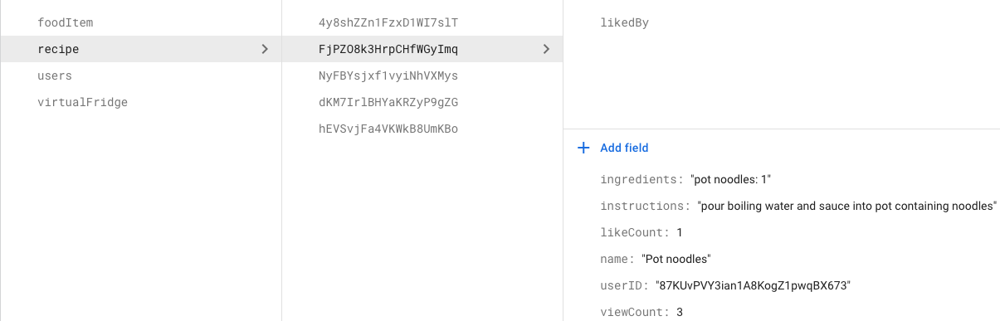 foodItem
recipe
users
virtualFridge
4y8shZZn1FzxD1WI7slT
FjPZO8k3HrpCHfWGyImq
NyFBYsjxf1vyiNhVXMys
dKM7IrlBHYaKRZyP9gZG
hEVSvjFa4VKWkB8UmKBo
likedBy
+ Add field
ingredients: "pot noodles: 1"
instructions: "pour boiling water and sauce into pot containing noodles"
likeCount: 1
name: "Pot noodles"
userID: "87KUvPVY3ian1A8KogZ1pwqBX673"
viewCount: 3